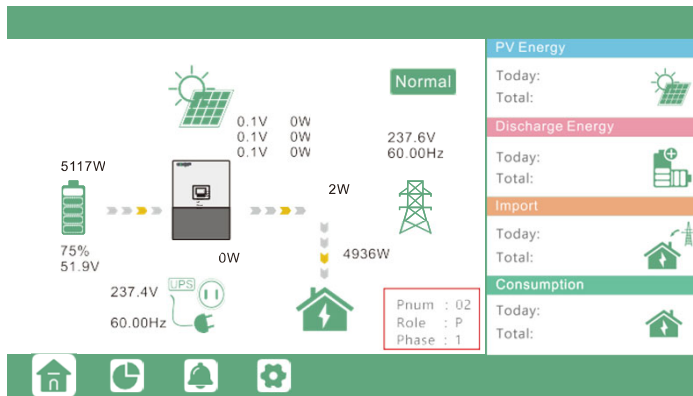 Normal
0.1V 0W
0.1V 0W
0.1V 0W
237.6V
60.00Hz
5117W
2W
75%
51.9V
0W
4936W
237.4V
UPS
60.00Hz
Pnum : 02
Role : P
Phase : 1
PV Energy
Today:
Total:
Discharge Energy
Today:
Total:
Import
Today:
Total:
Consumption
Today:
Total: